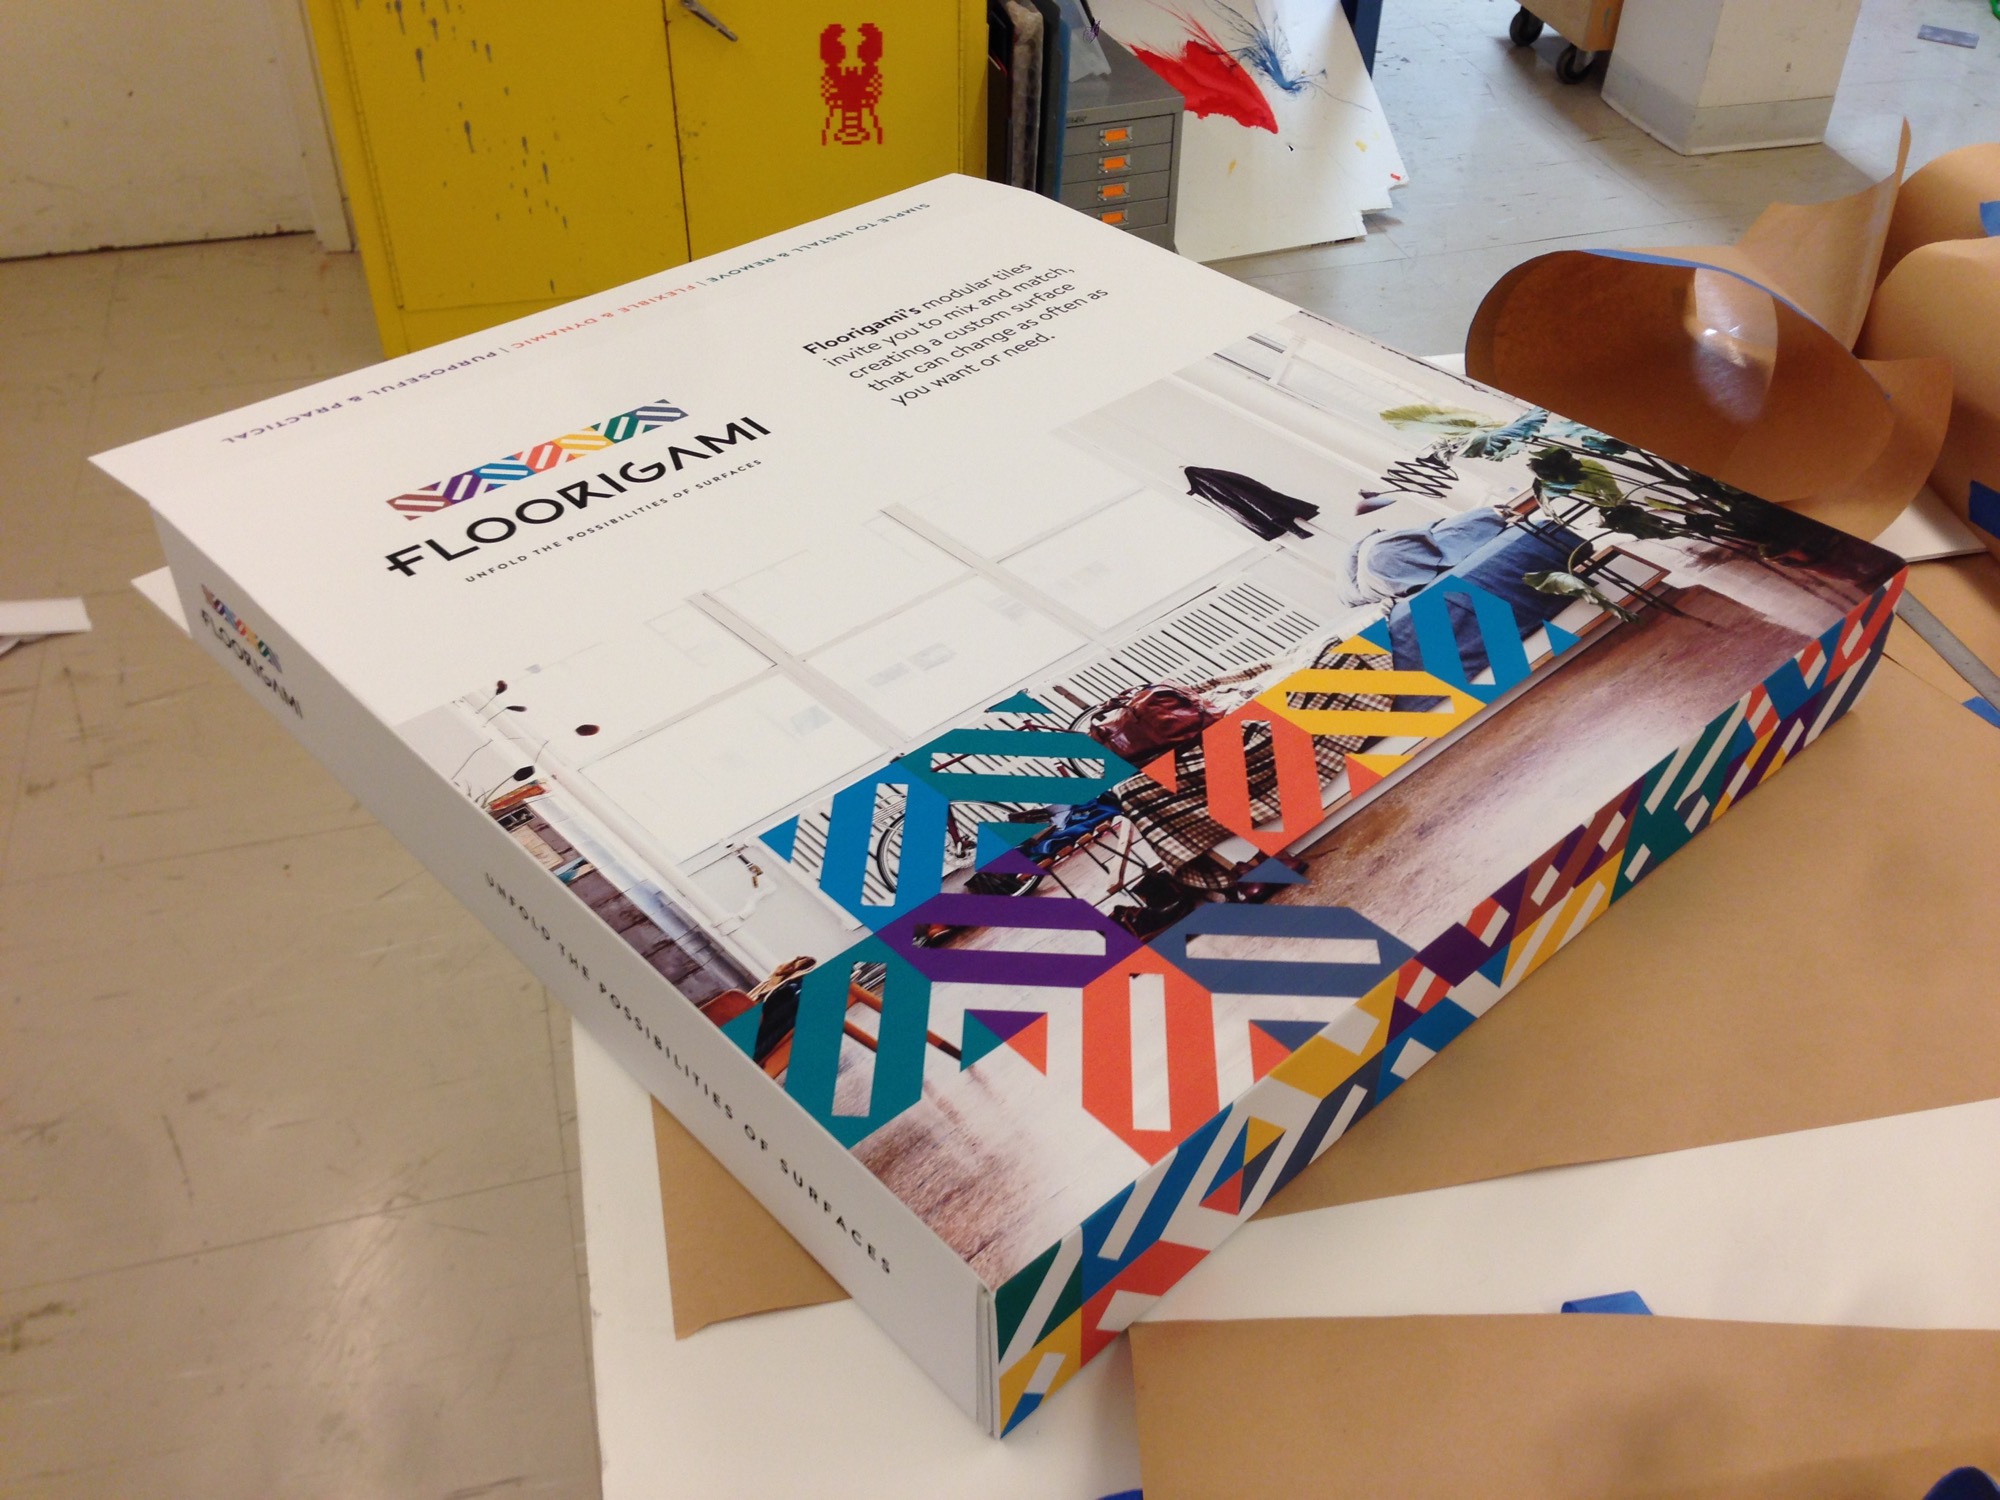 SIMPLE TO INSTALL & REMOVE | FLEXIBLE & DYNAMIC | PURPOSEFUL & PRACTICAL
Floorigami's modular tiles
invite you to mix and match,
creating a custom surface
that can change as often as
you want or need.
FLOORIGAMI
UNFOLD THE POSSIBILITIES OF SURFACES
FLOORIGAMI
UNFOLD THE POSSIBILITIES OF SURFACES